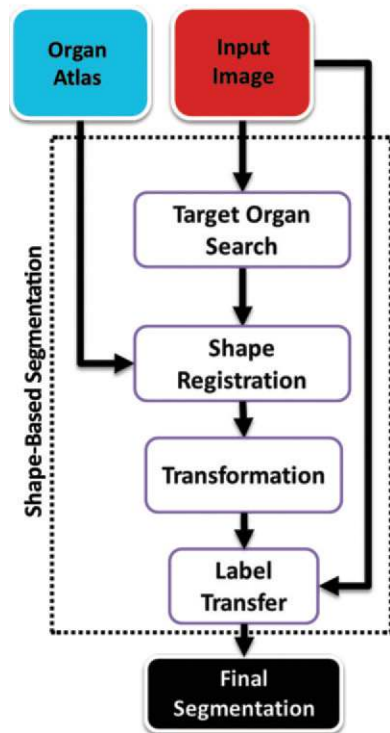 Organ
Atlas
Input
Image
Shape-Based Segmentation
Target Organ
Search
Shape
Registration
Transformation
Label
Transfer
Final
Segmentation